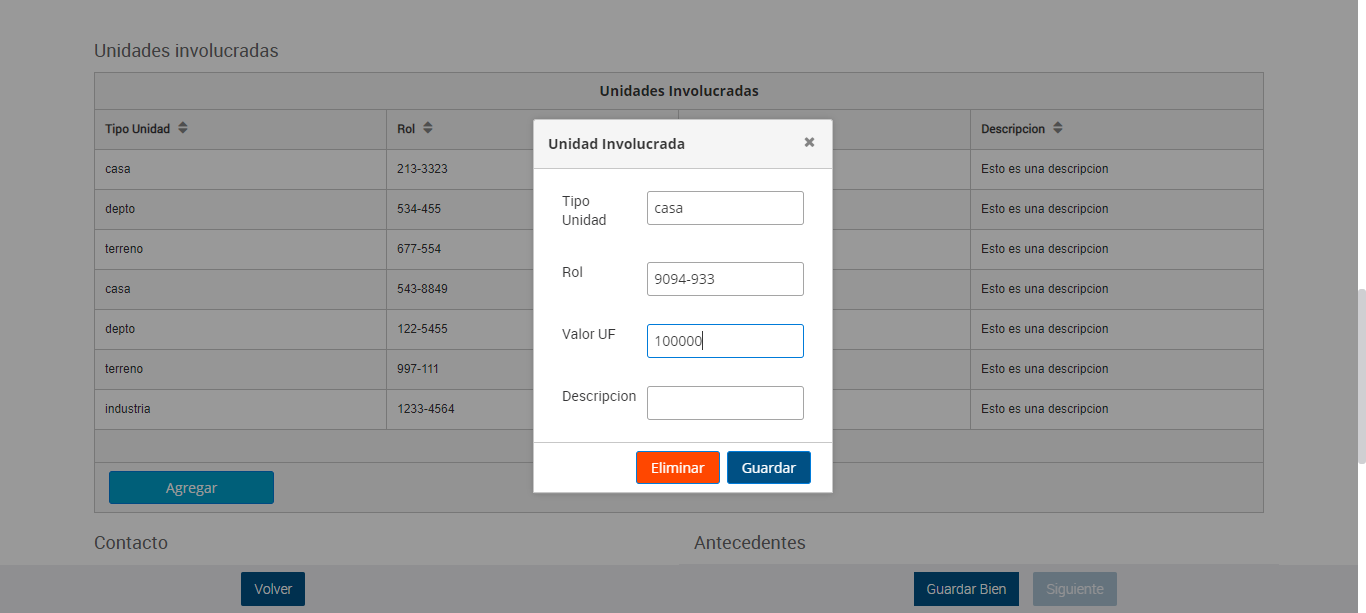 Unidades involucradas
Unidades Involucradas
Tipo Unidad Rol Descripcion
casa 213-3323 Esto es una descripcion
depto 534-455 Esto es una descripcion
terreno 677-554 Esto es una descripcion
casa 543-8849 Esto es una descripcion
depto 122-5455 Esto es una descripcion
terreno 997-111 Esto es una descripcion
industria 1233-4564 Esto es una descripcion
Agregar
Unidad Involucrada
Tipo
Unidad casa
Rol 9094-933
Valor UF 100000
Descripcion
Eliminar Guardar
Contacto Antecedentes
Volver Guardar Bien Siguiente